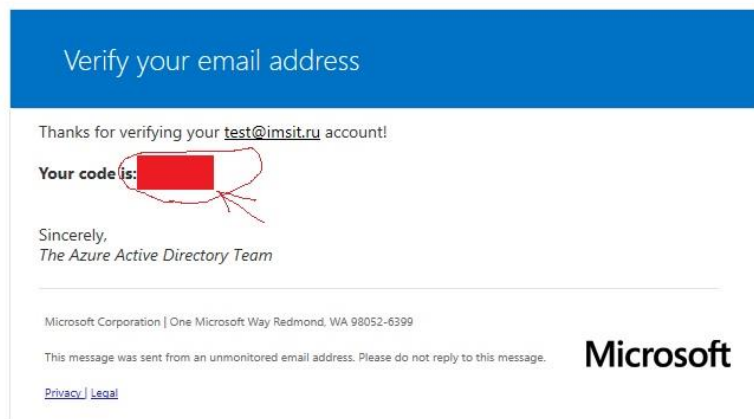 Verify your email address
Thanks for verifying your test@imsit.ru account!
Your code is:
Sincerely,
The Azure Active Directory Team
Microsoft Corporation | One Microsoft Way Redmond, WA 98052-6399
This message was sent from an unmonitored email address. Please do not reply to this message.
Privacy | Legal
Microsoft